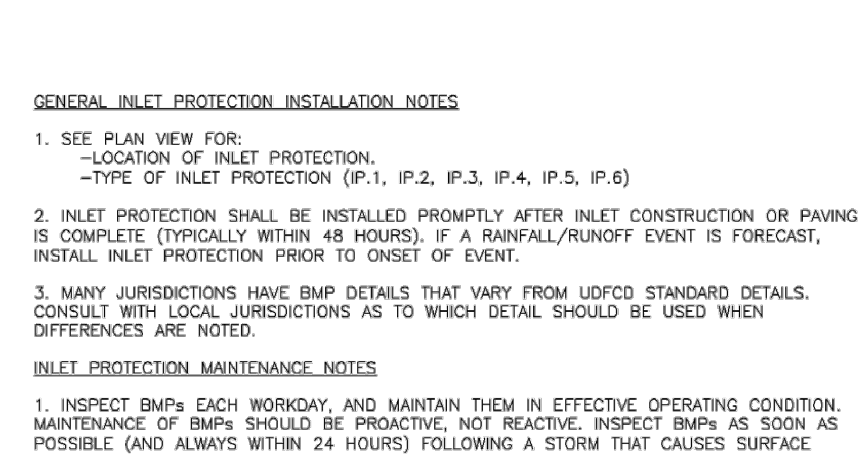 GENERAL INLET PROTECTION INSTALLATION NOTES
1. SEE PLAN VIEW FOR:
-LOCATION OF INLET PROTECTION.
-TYPE OF INLET PROTECTION (IP.1, IP.2, IP.3, IP.4, IP.5, IP.6)
2. INLET PROTECTION SHALL BE INSTALLED PROMPTLY AFTER INLET CONSTRUCTION OR PAVING
IS COMPLETE (TYPICALLY WITHIN 48 HOURS). IF A RAINFALL/RUNOFF EVENT IS FORECAST,
INSTALL INLET PROTECTION PRIOR TO ONSET OF EVENT.
3. MANY JURISDICTIONS HAVE BMP DETAILS THAT VARY FROM UDFCD STANDARD DETAILS.
CONSULT WITH LOCAL JURISDICTIONS AS TO WHICH DETAIL SHOULD BE USED WHEN
DIFFERENCES ARE NOTED.
INLET PROTECTION MAINTENANCE NOTES
1. INSPECT BMPs EACH WORKDAY, AND MAINTAIN THEM IN EFFECTIVE OPERATING CONDITION.
MAINTENANCE OF BMPs SHOULD BE PROACTIVE, NOT REACTIVE. INSPECT BMPs AS SOON AS
POSSIBLE (AND ALWAYS WITHIN 24 HOURS) FOLLOWING A STORM THAT CAUSES SURFACE